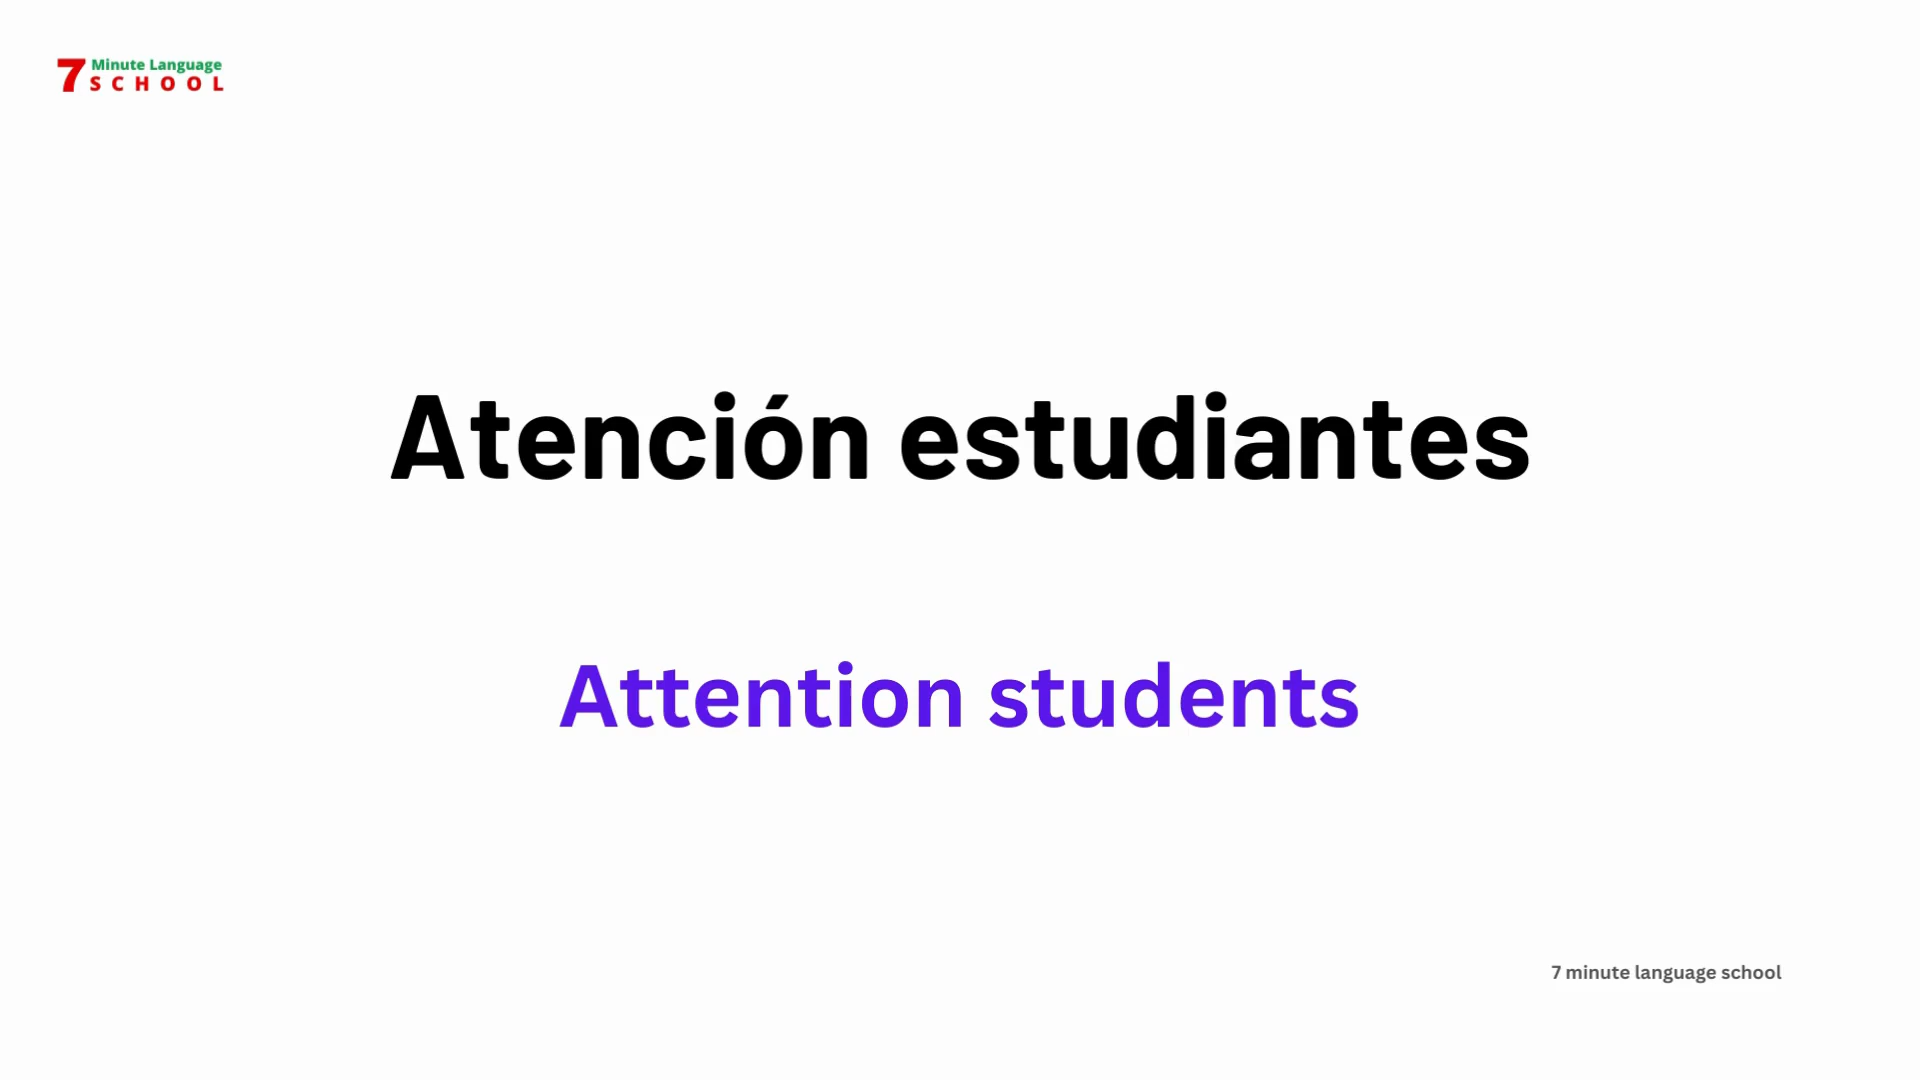 7 Minute Language
SCHOOL
Atención estudiantes
Attention students
7 minute language school